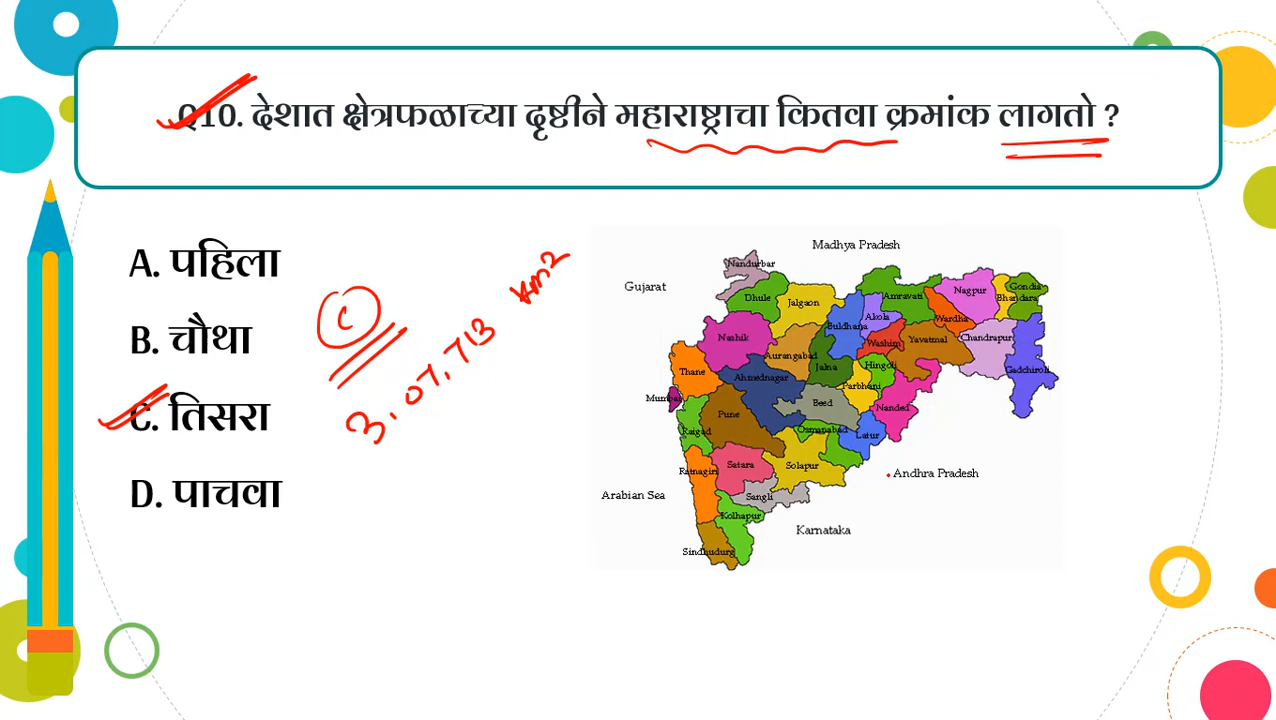 Q10. देशात क्षेत्रफळाच्या दृष्टीने महाराष्ट्राचा कितवा क्रमांक लागतो ?
A. पहिला
B. चौथा
C. तिसरा
D. पाचवा
C
3,07,713 km2
Madhya Pradesh
Gujarat
Arabian Sea
Andhra Pradesh
Karnataka
Nandurbar
Dhule
Jalgaon
Nashik
Buldhana
Akola
Amravati
Nagpur
Bhandara
Gondia
Wardha
Washim
Yavatmal
Chandrapur
Gadchiroli
Thane
Aurangabad
Jalna
Hingoli
Parbhani
Mumbai
Ahmednagar
Beed
Nanded
Pune
Raigad
Osmanabad
Latur
Ratnagiri
Satara
Solapur
Sangli
Kolhapur
Sindhudurg